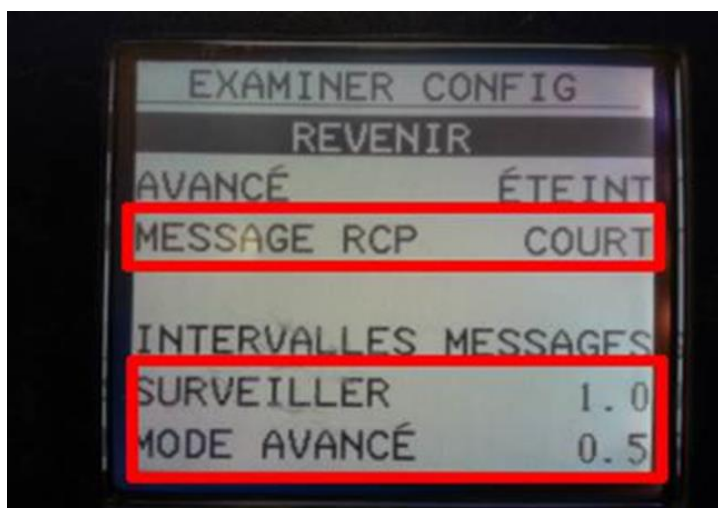 EXAMINER CONFIG
REVENIR
AVANCÉ ÉTEINT
MESSAGE RCP COURT
INTERVALLES MESSAGES
SURVEILLER 1.0
MODE AVANCÉ 0.5